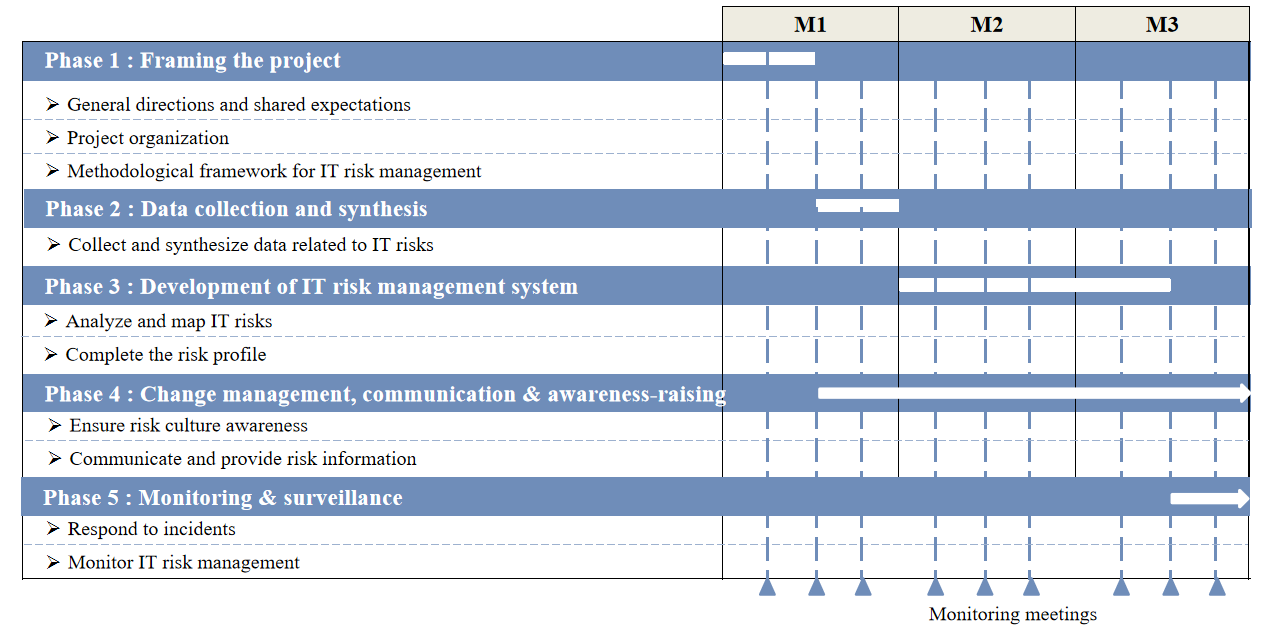 M1 M2 M3
Phase 1 : Framing the project
General directions and shared expectations
Project organization
Methodological framework for IT risk management
Phase 2 : Data collection and synthesis
Collect and synthesize data related to IT risks
Phase 3 : Development of IT risk management system
Analyze and map IT risks
Complete the risk profile
Phase 4 : Change management, communication & awareness-raising
Ensure risk culture awareness
Communicate and provide risk information
Phase 5 : Monitoring & surveillance
Respond to incidents
Monitor IT risk management
Monitoring meetings